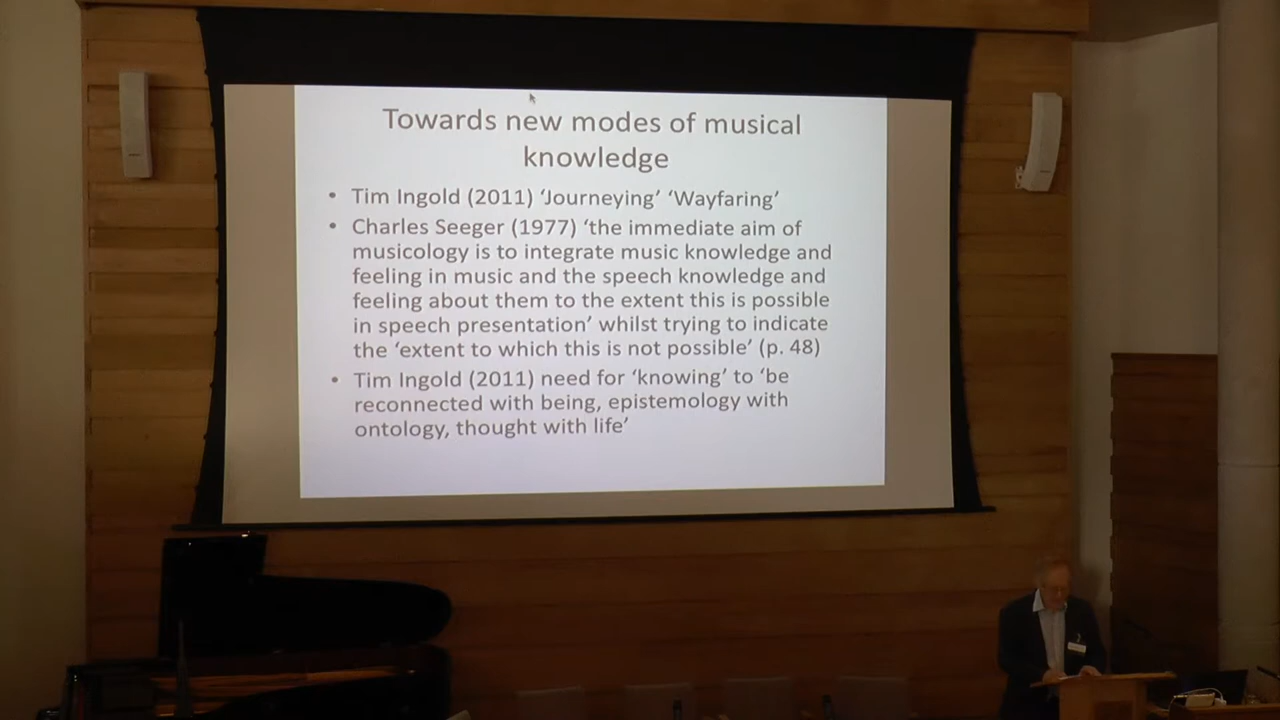 Towards new modes of musical
knowledge
• Tim Ingold (2011) ‘Journeying’ ‘Wayfaring’
• Charles Seeger (1977) ‘the immediate aim of
musicology is to integrate music knowledge and
feeling in music and the speech knowledge and
feeling about them to the extent this is possible
in speech presentation’ whilst trying to indicate
the ‘extent to which this is not possible’ (p. 48)
• Tim Ingold (2011) need for ‘knowing’ to ‘be
reconnected with being, epistemology with
ontology, thought with life’